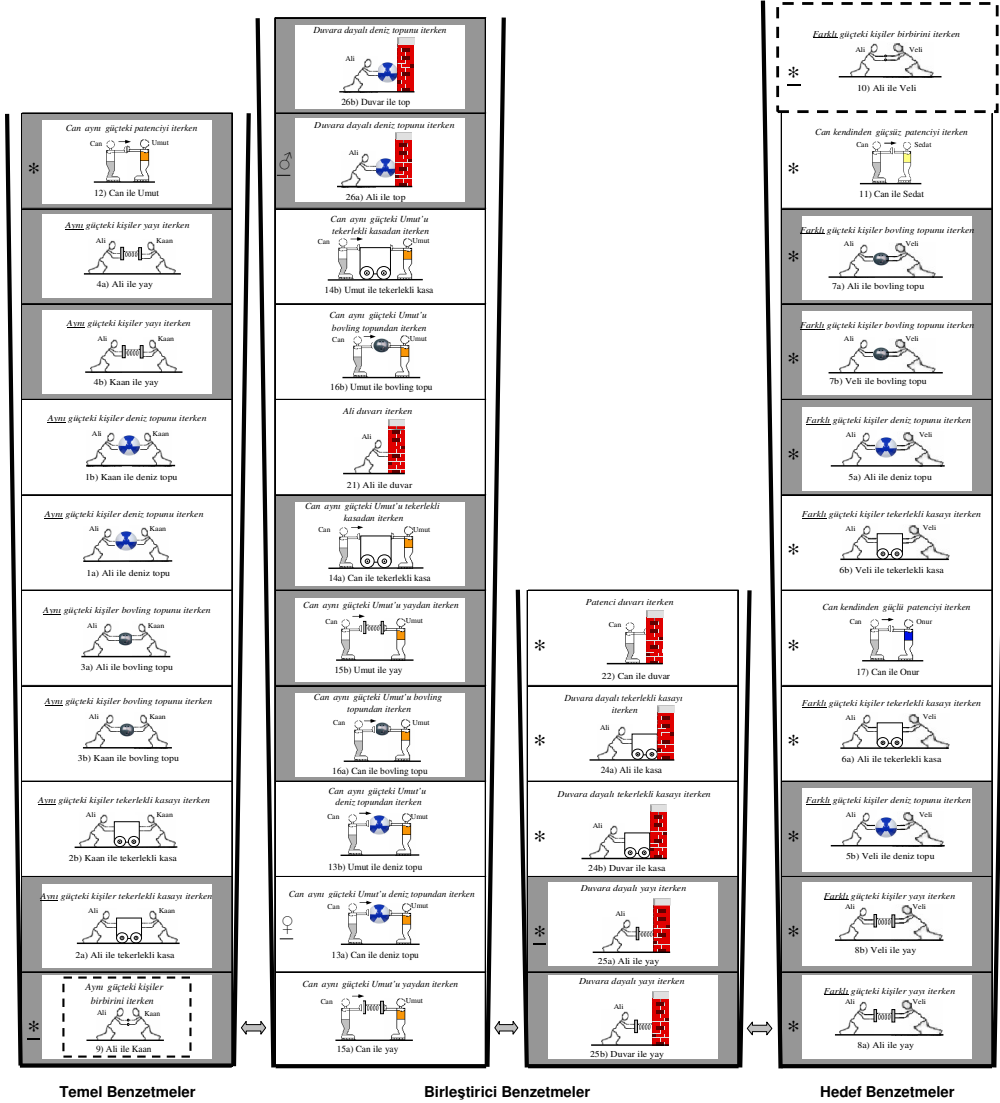 Can aynı güçteki patenciyi iterken
Can
Umut
*
12) Can ile Umut
Aynı güçteki kişiler yayı iterken
Ali
Kaan
4a) Ali ile yay
Aynı güçteki kişiler yayı iterken
Ali
Kaan
4b) Kaan ile yay
Aynı güçteki kişiler deniz topunu iterken
Ali
Kaan
1b) Kaan ile deniz topu
Aynı güçteki kişiler deniz topunu iterken
Ali
Kaan
1a) Ali ile deniz topu
Aynı güçteki kişiler bovling topunu iterken
Ali
Kaan
3a) Ali ile bovling topu
Aynı güçteki kişiler bovling topunu iterken
Ali
Kaan
3b) Kaan ile bovling topu
Aynı güçteki kişiler tekerlekli kasayı iterken
Ali
Kaan
2b) Kaan ile tekerlekli kasa
Aynı güçteki kişiler tekerlekli kasayı iterken
Ali
Kaan
2a) Ali ile tekerlekli kasa
Aynı güçteki kişiler
birbirini iterken
Ali
Kaan
*
9) Ali ile Kaan
Temel Benzetmeler
Duvara dayalı deniz topunu iterken
Ali
26b) Duvar ile top
Duvara dayalı deniz topunu iterken
Ali
♂
26a) Ali ile top
Can aynı güçteki Umut'u
tekerlekli kasadan iterken
Can
Umut
14b) Umut ile tekerlekli kasa
Can aynı güçteki Umut'u
bovling topundan iterken
Can
Umut
16b) Umut ile bovling topu
Ali duvarı iterken
Ali
21) Ali ile duvar
Can aynı güçteki Umut'u tekerlekli
kasadan iterken
Can
Umut
14a) Can ile tekerlekli kasa
Can aynı güçteki Umut'u yaydan iterken
Can
Umut
15b) Umut ile yay
Can aynı güçteki Umut'u bovling
topundan iterken
Can
Umut
16a) Can ile bovling topu
Can aynı güçteki Umut'u
deniz topundan iterken
Can
Umut
13b) Umut ile deniz topu
Can aynı güçteki Umut'u deniz topundan iterken
Can
Umut
♀
13a) Can ile deniz topu
Can aynı güçteki Umut'u yaydan iterken
Can
Umut
15a) Can ile yay
Patenci duvarı iterken
Can
*
22) Can ile duvar
Duvara dayalı tekerlekli kasayı
iterken
Ali
*
24a) Ali ile kasa
Duvara dayalı tekerlekli kasayı iterken
Ali
*
24b) Duvar ile kasa
Duvara dayalı yayı iterken
Ali
*
25a) Ali ile yay
Duvara dayalı yayı iterken
Ali
25b) Duvar ile yay
Birleştirici Benzetmeler
Farklı güçteki kişiler birbirini iterken
Ali
Veli
*
10) Ali ile Veli
Can kendinden güçsüz patenciyi iterken
Can
Sedat
*
11) Can ile Sedat
Farklı güçteki kişiler bovling topunu iterken
Ali
Veli
*
7a) Ali ile bovling topu
Farklı güçteki kişiler bovling topunu iterken
Ali
Veli
*
7b) Veli ile bovling topu
Farklı güçteki kişiler deniz topunu iterken
Ali
Veli
*
5a) Ali ile deniz topu
Farklı güçteki kişiler tekerlekli kasayı iterken
Ali
Veli
*
6b) Veli ile tekerlekli kasa
Can kendinden güçlü patenciyi iterken
Can
Onur
*
17) Can ile Onur
Farklı güçteki kişiler tekerlekli kasayı iterken
Ali
Veli
*
6a) Ali ile tekerlekli kasa
Farklı güçteki kişiler deniz topunu iterken
Ali
Veli
*
5b) Veli ile deniz topu
Farklı güçteki kişiler yayı iterken
Ali
Veli
*
8b) Veli ile yay
Farklı güçteki kişiler yayı iterken
Ali
Veli
*
8a) Ali ile yay
Hedef Benzetmeler